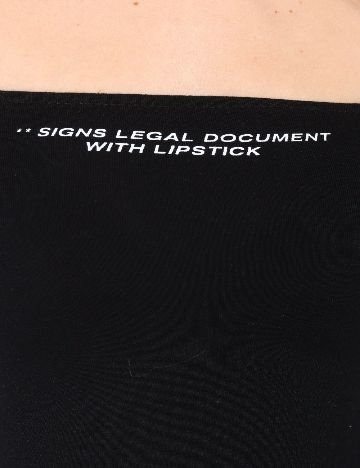 ** SIGNS LEGAL DOCUMENT
WITH LIPSTICK